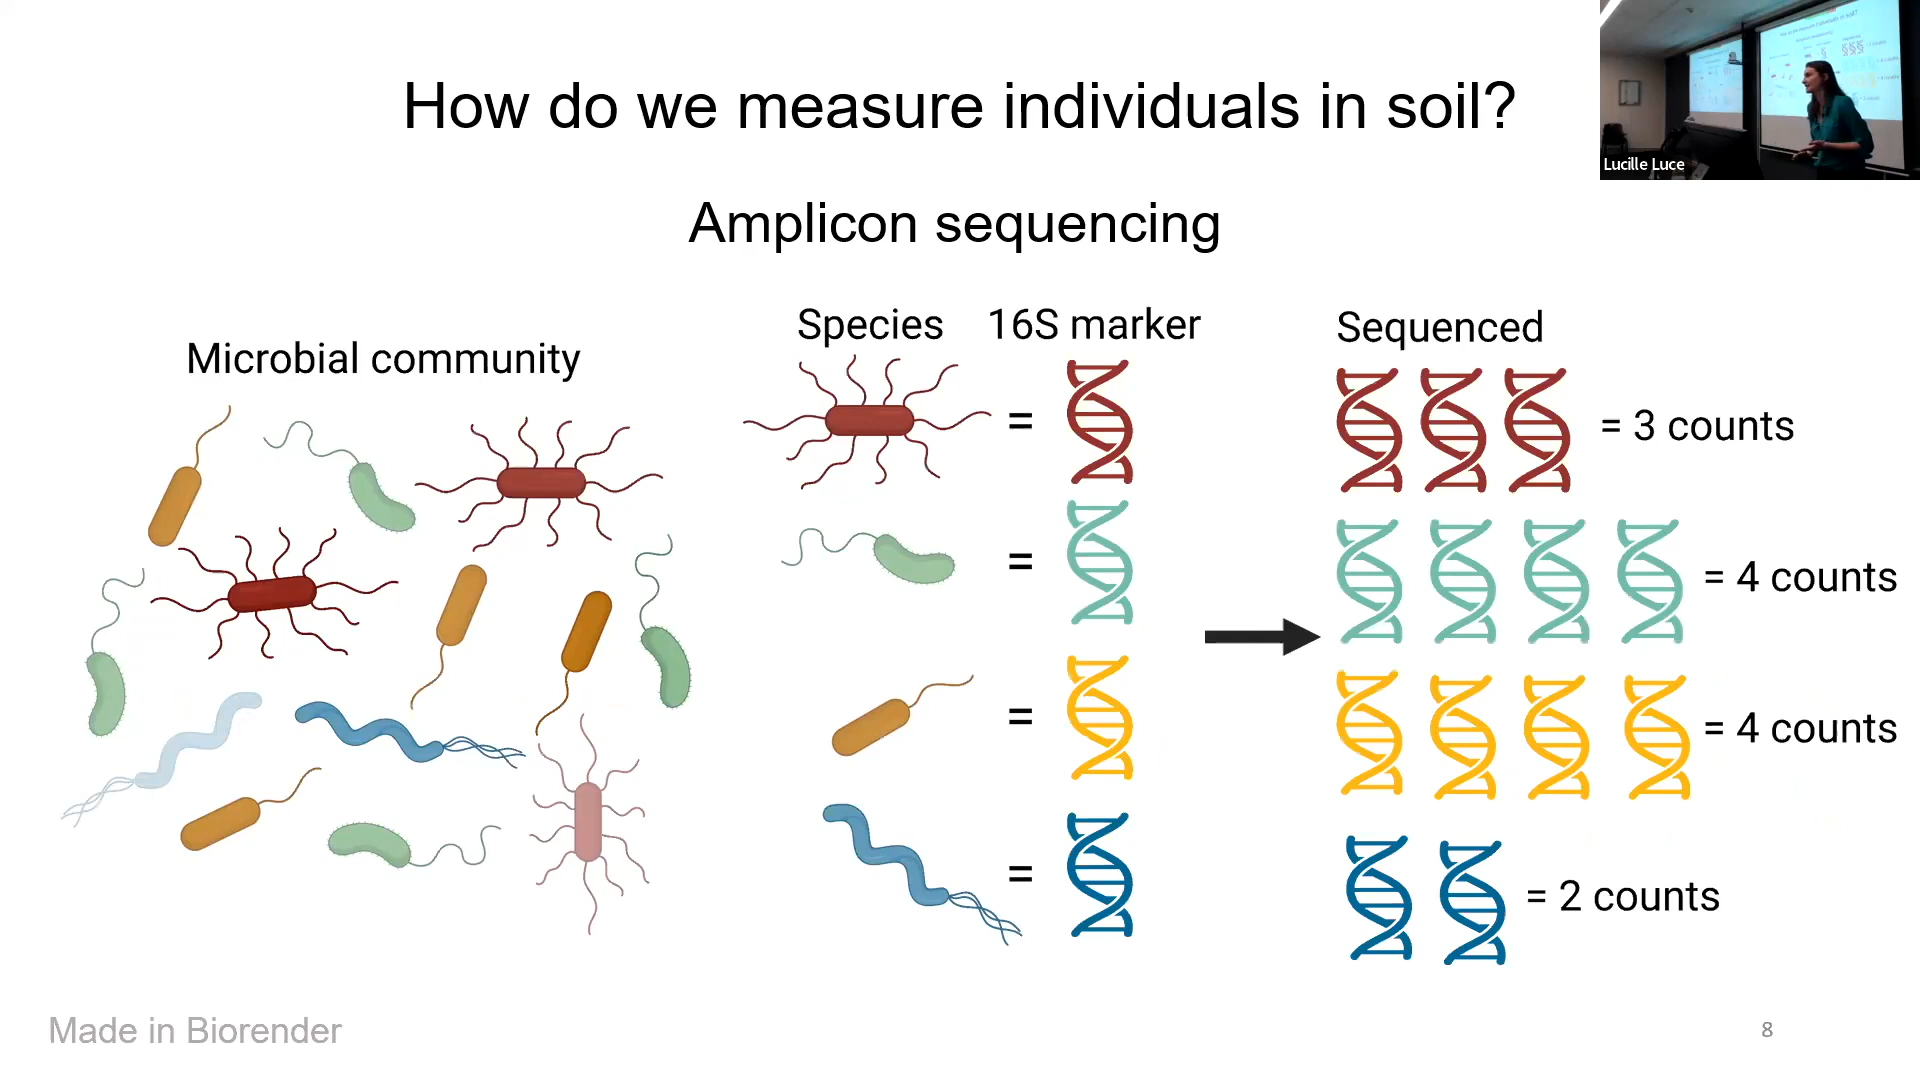 How do we measure individuals in soil?
Lucille Luce
Amplicon sequencing
Microbial community
Species
16S marker
Sequenced
= 3 counts
= 4 counts
= 4 counts
= 2 counts
=
=
=
=
Made in Biorender
8